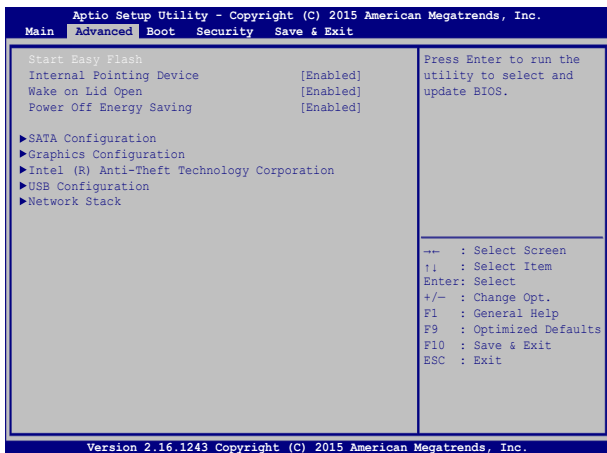 Aptio Setup Utility - Copyright (C) 2015 American Megatrends, Inc.
Main Advanced Boot Security Save & Exit
Start Easy Flash
Internal Pointing Device [Enabled]
Wake on Lid Open [Enabled]
Power Off Energy Saving [Enabled]
▶SATA Configuration
▶Graphics Configuration
▶Intel (R) Anti-Theft Technology Corporation
▶USB Configuration
▶Network Stack
Press Enter to run the
utility to select and
update BIOS.
→← : Select Screen
↑↓ : Select Item
Enter: Select
+/— : Change Opt.
F1 : General Help
F9 : Optimized Defaults
F10 : Save & Exit
ESC : Exit
Version 2.16.1243 Copyright (C) 2015 American Megatrends, Inc.